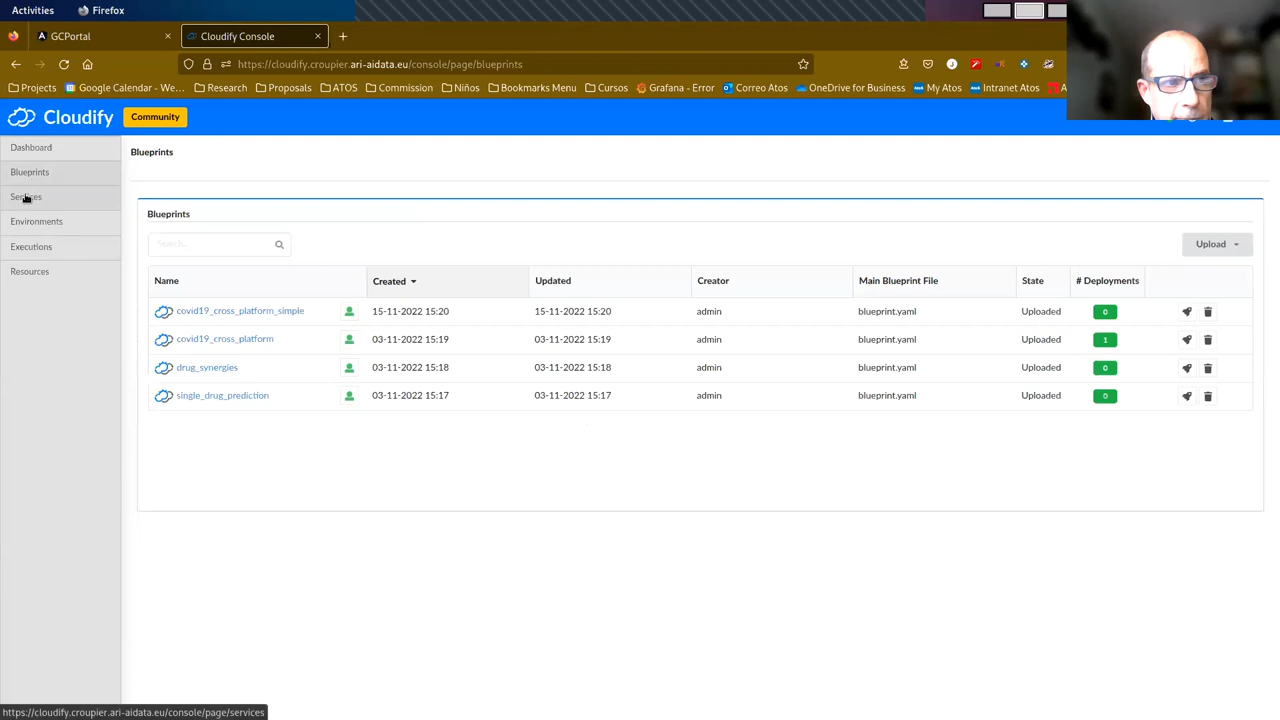 Activities Firefox
GCPortal × Cloudify Console × +
https://cloudify.croupier.ari-aidata.eu/console/page/blueprints
Projects Google Calendar - We... Research Proposals ATOS Commission Niños Bookmarks Menu Cursos Grafana - Error Correo Atos OneDrive for Business My Atos Intranet Atos
Cloudify Community
Dashboard
Blueprints
Services
Environments
Executions
Resources
Blueprints
Blueprints
Search...
Upload
Name Created Updated Creator Main Blueprint File State # Deployments
covid19_cross_platform_simple 15-11-2022 15:20 15-11-2022 15:20 admin blueprint.yaml Uploaded 0
covid19_cross_platform 03-11-2022 15:19 03-11-2022 15:19 admin blueprint.yaml Uploaded 1
drug_synergies 03-11-2022 15:18 03-11-2022 15:18 admin blueprint.yaml Uploaded 0
single_drug_prediction 03-11-2022 15:17 03-11-2022 15:17 admin blueprint.yaml Uploaded 0
https://cloudify.croupier.ari-aidata.eu/console/page/services